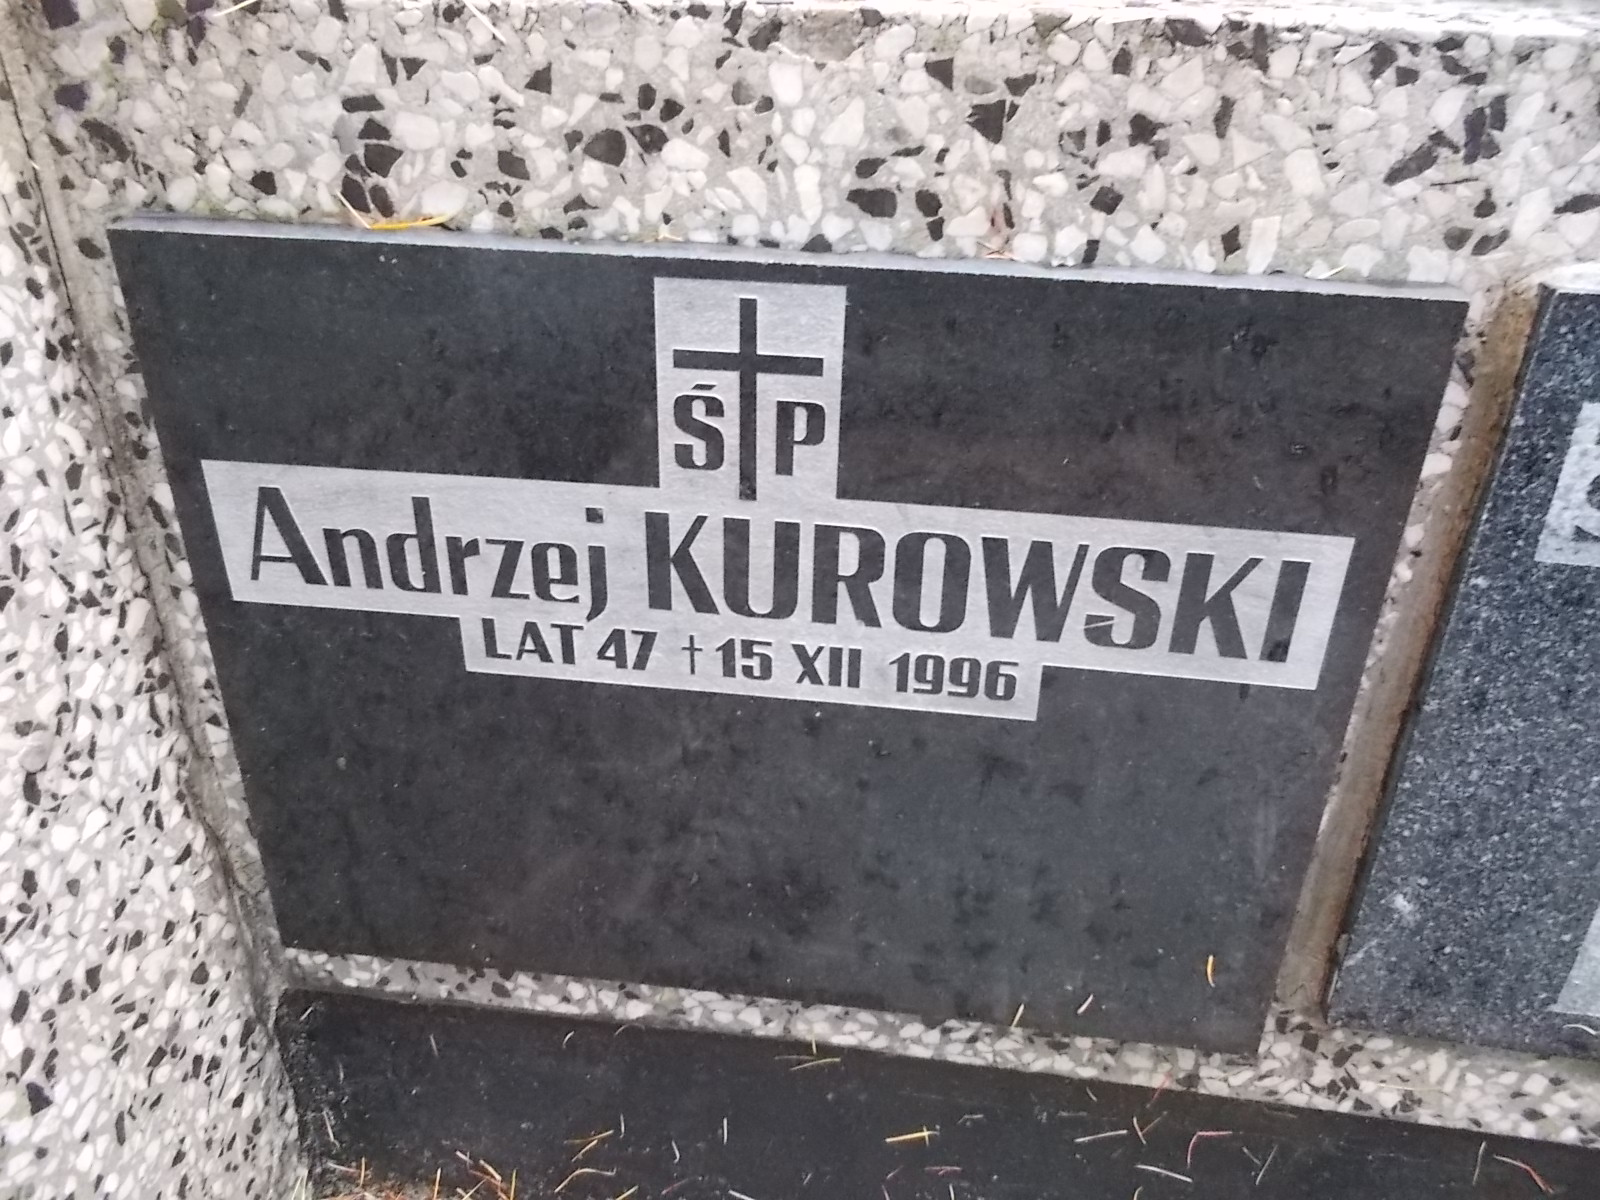 Ś P
Andrzej KUROWSKI
LAT 47 †15 XII 1996